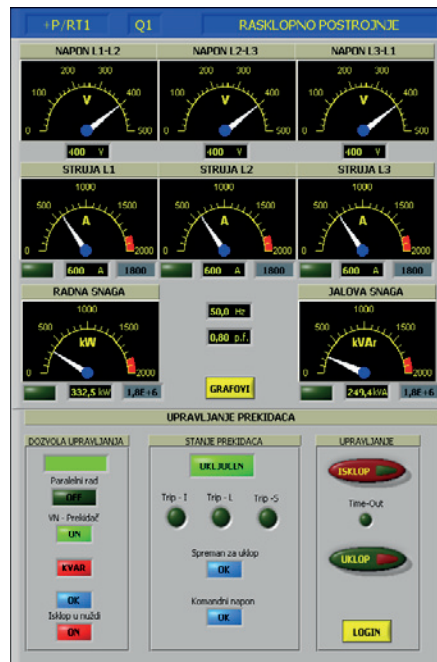 +P/RT1 Q1 RASKLOPNO POSTROJNJE
NAPON L1-L2 NAPON L2-L3 NAPON L3-L1
200 300 200 300 200 300
100 400 100 400 100 400
V V V
0 500 0 500 0 500
400 V 400 V 400 V
STRUJA L1 STRUJA L2 STRUJA L3
1000 1000 1000
500 1500 500 1500 500 1500
A A A
0 2000 0 2000 0 2000
600 A 1800 600 A 1800 600 A 1800
RADNA SNAGA JALOVA SNAGA
1000 50,0 Hz 1000
500 1500 0,80 p.f. 500 1500
kW kVAr
0 2000 GRAFOVI 0 2000
332,5 kW 1,8E+6 249,4 kVA 1,8E+6
UPRAVLJANJE PREKIDACA
DOZVOLA UPRAVLJANJA STANJE PREKIDACA UPRAVLJANJE
UKLJUCEN
ISKLOP
Paralelni rad
OFF
Trip - I Trip - L Trip -S
Time-Out
VN - Prekidač
ON
Spreman za uklop
OK
UKLOP
KVAR
OK
Isklop u nuždi
ON
Komandni napon
OK
LOGIN